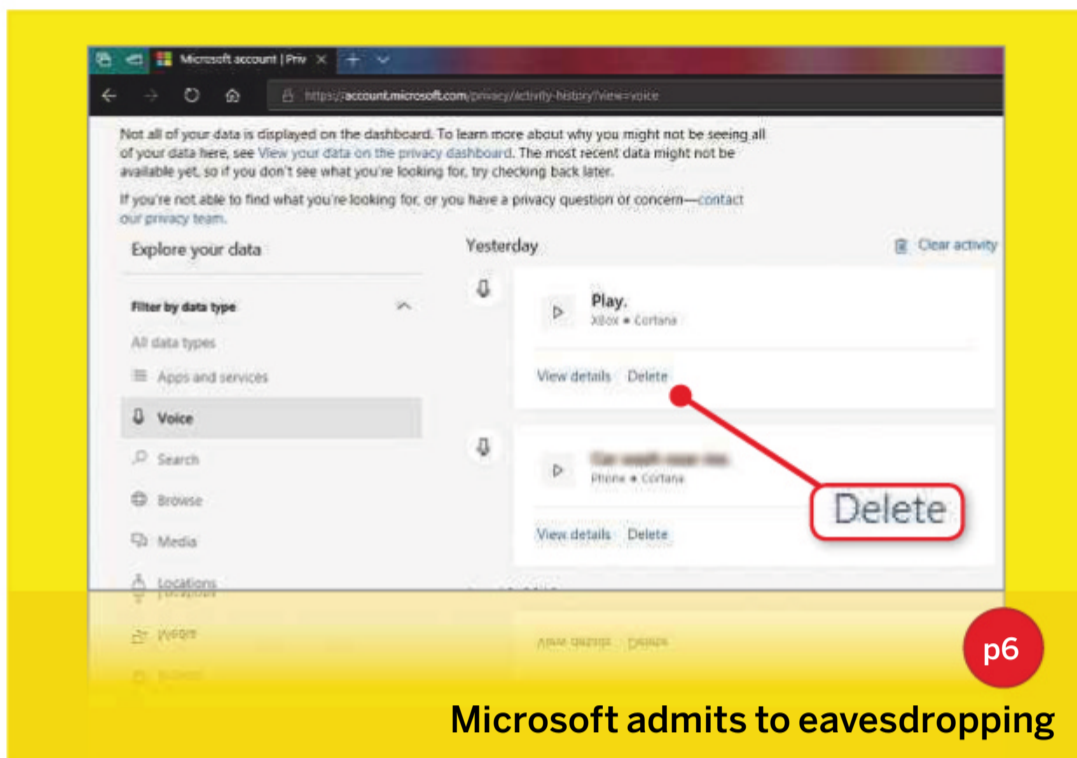 Microsoft account | Priv
https://account.microsoft.com/privacy/activity-history?view=voice
Not all of your data is displayed on the dashboard. To learn more about why you might not be seeing all
of your data here, see View your data on the privacy dashboard. The most recent data might not be
available yet, so if you don't see what you're looking for, try checking back later.
If you're not able to find what you're looking for, or you have a privacy question or concern—contact
our privacy team.
Explore your data
Yesterday
Clear activity
Filter by data type
Play.
XBox • Cortana
All data types
Apps and services
View details Delete
Voice
Search
Phone • Cortana
Browse
Delete
Media
View details Delete
Locations
p6
Microsoft admits to eavesdropping